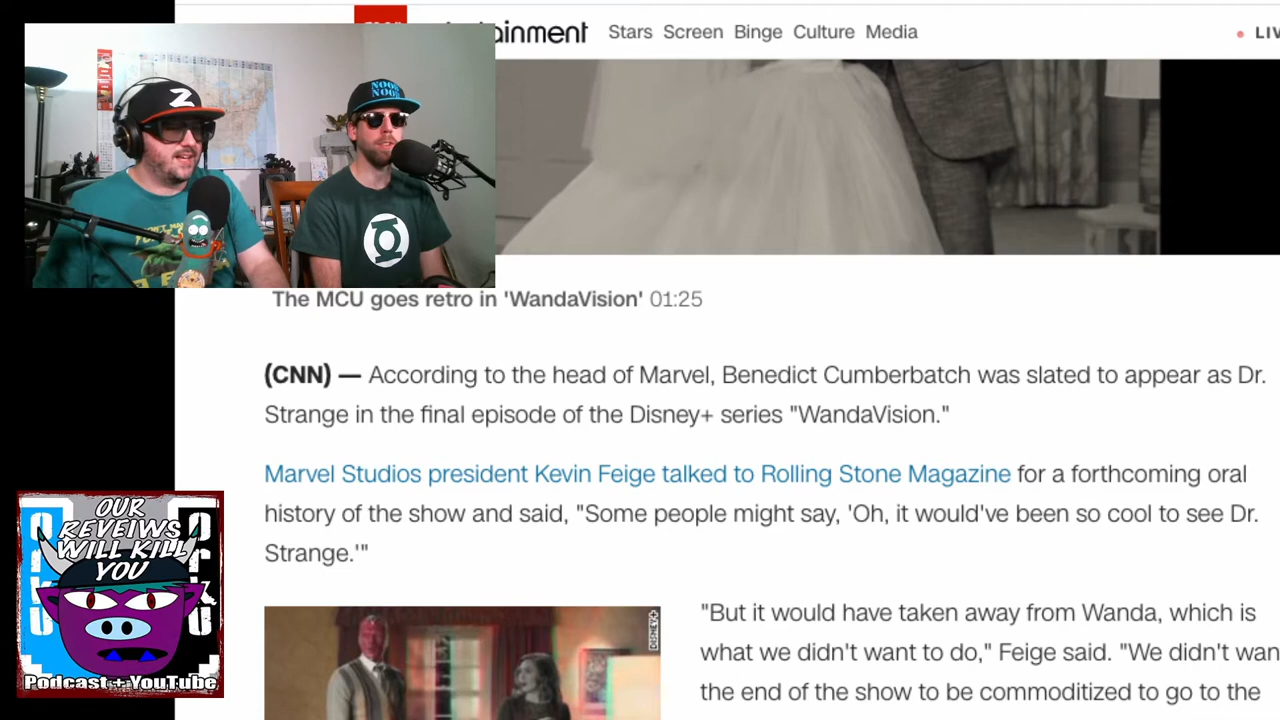 ainment Stars Screen Binge Culture Media LIV
Z
NOOB
NOOB
The MCU goes retro in 'WandaVision' 01:25
(CNN) — According to the head of Marvel, Benedict Cumberbatch was slated to appear as Dr.
Strange in the final episode of the Disney+ series "WandaVision."
Marvel Studios president Kevin Feige talked to Rolling Stone Magazine for a forthcoming oral
history of the show and said, "Some people might say, 'Oh, it would've been so cool to see Dr.
Strange.'"
DISNEY+
"But it would have taken away from Wanda, which is
what we didn't want to do," Feige said. "We didn't wan
the end of the show to be commoditized to go to the
OUR
REVEIWS
WILL KILL
YOU
Podcast + YouTube